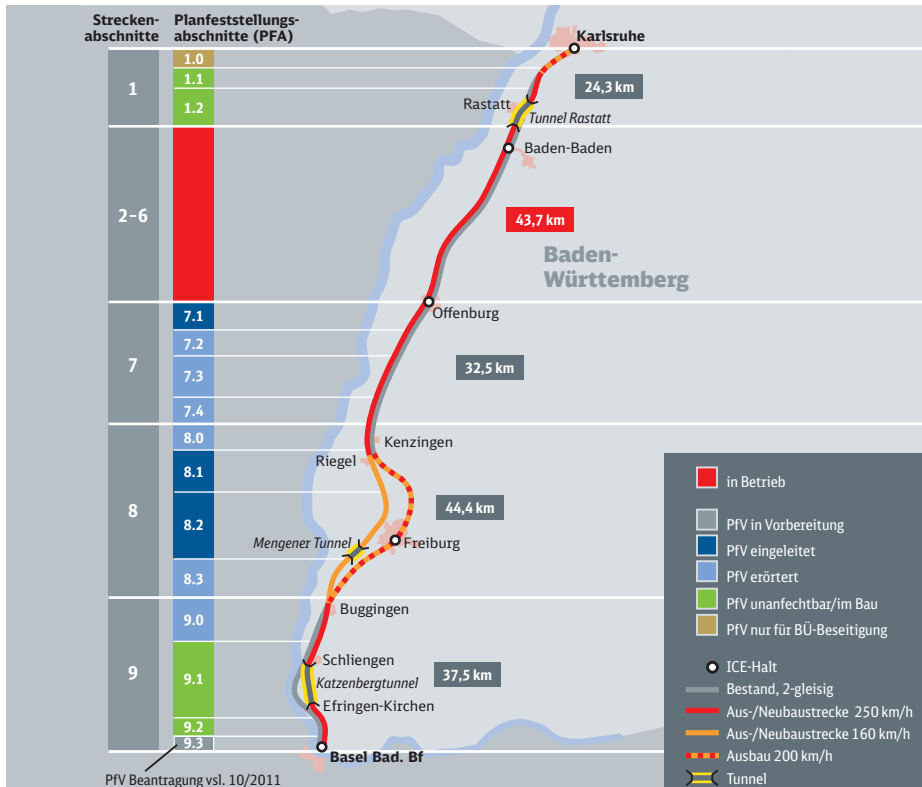 Strecken-
abschnitte
Planfeststellungs-
abschnitte (PFA)
Karlsruhe
1
1.0
1.1
1.2
24,3 km
Rastatt
Tunnel Rastatt
Baden-Baden
2–6
43,7 km
Baden-
Württemberg
Offenburg
7
7.1
7.2
7.3
7.4
32,5 km
8
8.0
8.1
8.2
8.3
Kenzingen
Riegel
44,4 km
Mengener Tunnel
Freiburg
Buggingen
9
9.0
9.1
9.2
9.3
Schliengen
37,5 km
Katzenbergtunnel
Efringen-Kirchen
Basel Bad. Bf
PfV Beantragung vsl. 10/2011
in Betrieb
PfV in Vorbereitung
PfV eingeleitet
PfV erörtert
PfV unanfechtbar/im Bau
PfV nur für BÜ-Beseitigung
ICE-Halt
Bestand, 2-gleisig
Aus-/Neubaustrecke 250 km/h
Aus-/Neubaustrecke 160 km/h
Ausbau 200 km/h
Tunnel